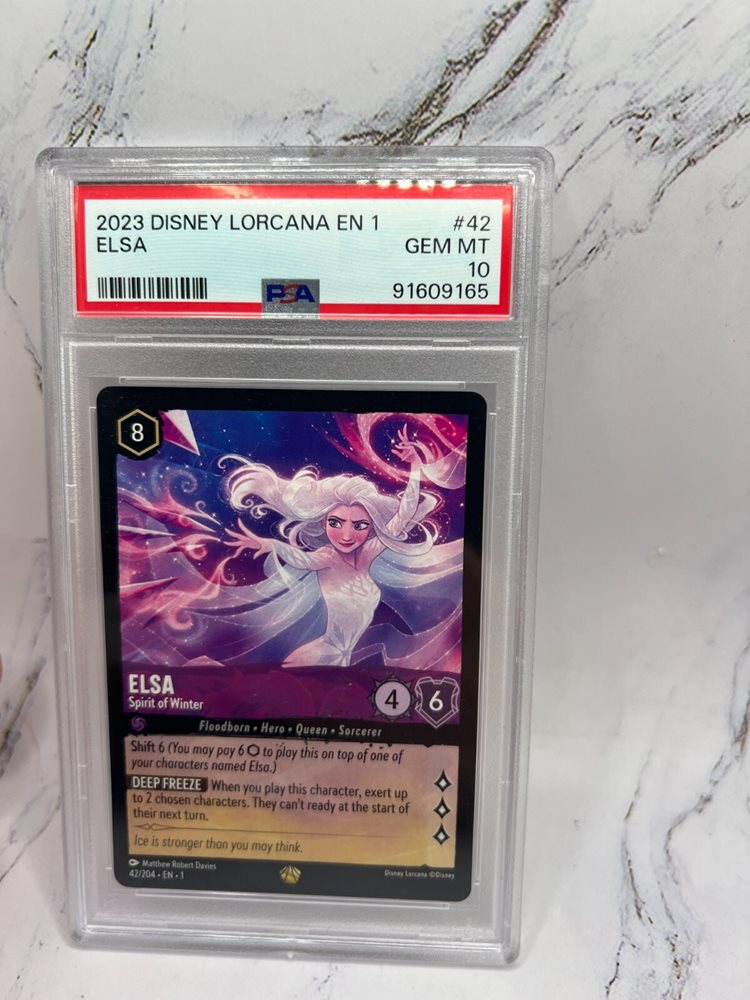 2023 DISNEY LORCANA EN 1 #42
ELSA GEM MT
10
PSA 91609165
8
ELSA
Spirit of Winter
4 6
Floodborn • Hero • Queen • Sorcerer
Shift 6 (You may pay 6 to play this on top of one of
your characters named Elsa.)
DEEP FREEZE When you play this character, exert up
to 2 chosen characters. They can't ready at the start of
their next turn.
Ice is stronger than you may think.
Matthew Robert Davies
42/204 • EN • 1 Disney Lorcana ©Disney